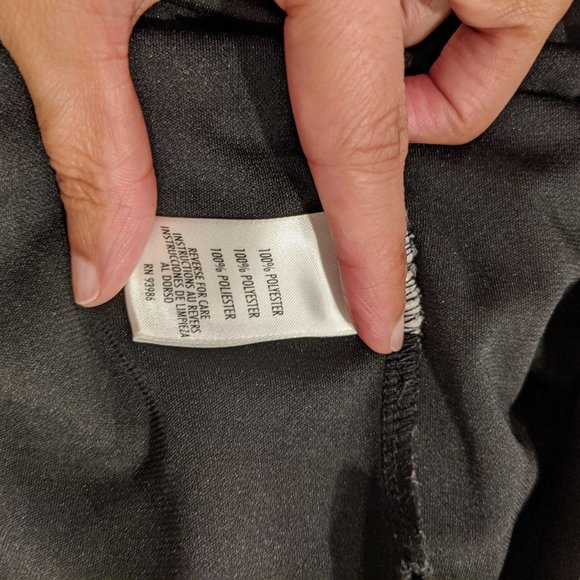 100% POLYESTER
100% POLYESTER
100% POLIESTER
REVERSE FOR CARE
INSTRUCTIONS AU REVERS
INSTRUCCIONES DE LIMPIEZA
AL DORSO
RN 93986